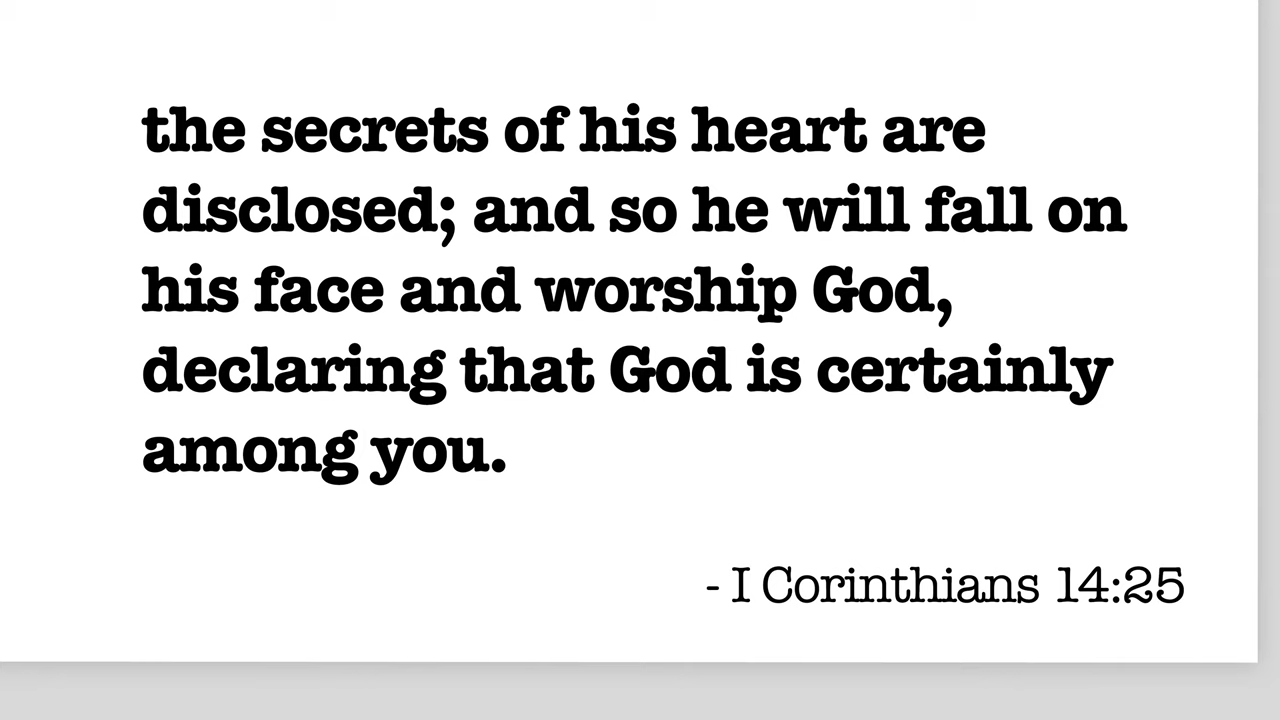 the secrets of his heart are
disclosed; and so he will fall on
his face and worship God,
declaring that God is certainly
among you.
- I Corinthians 14:25